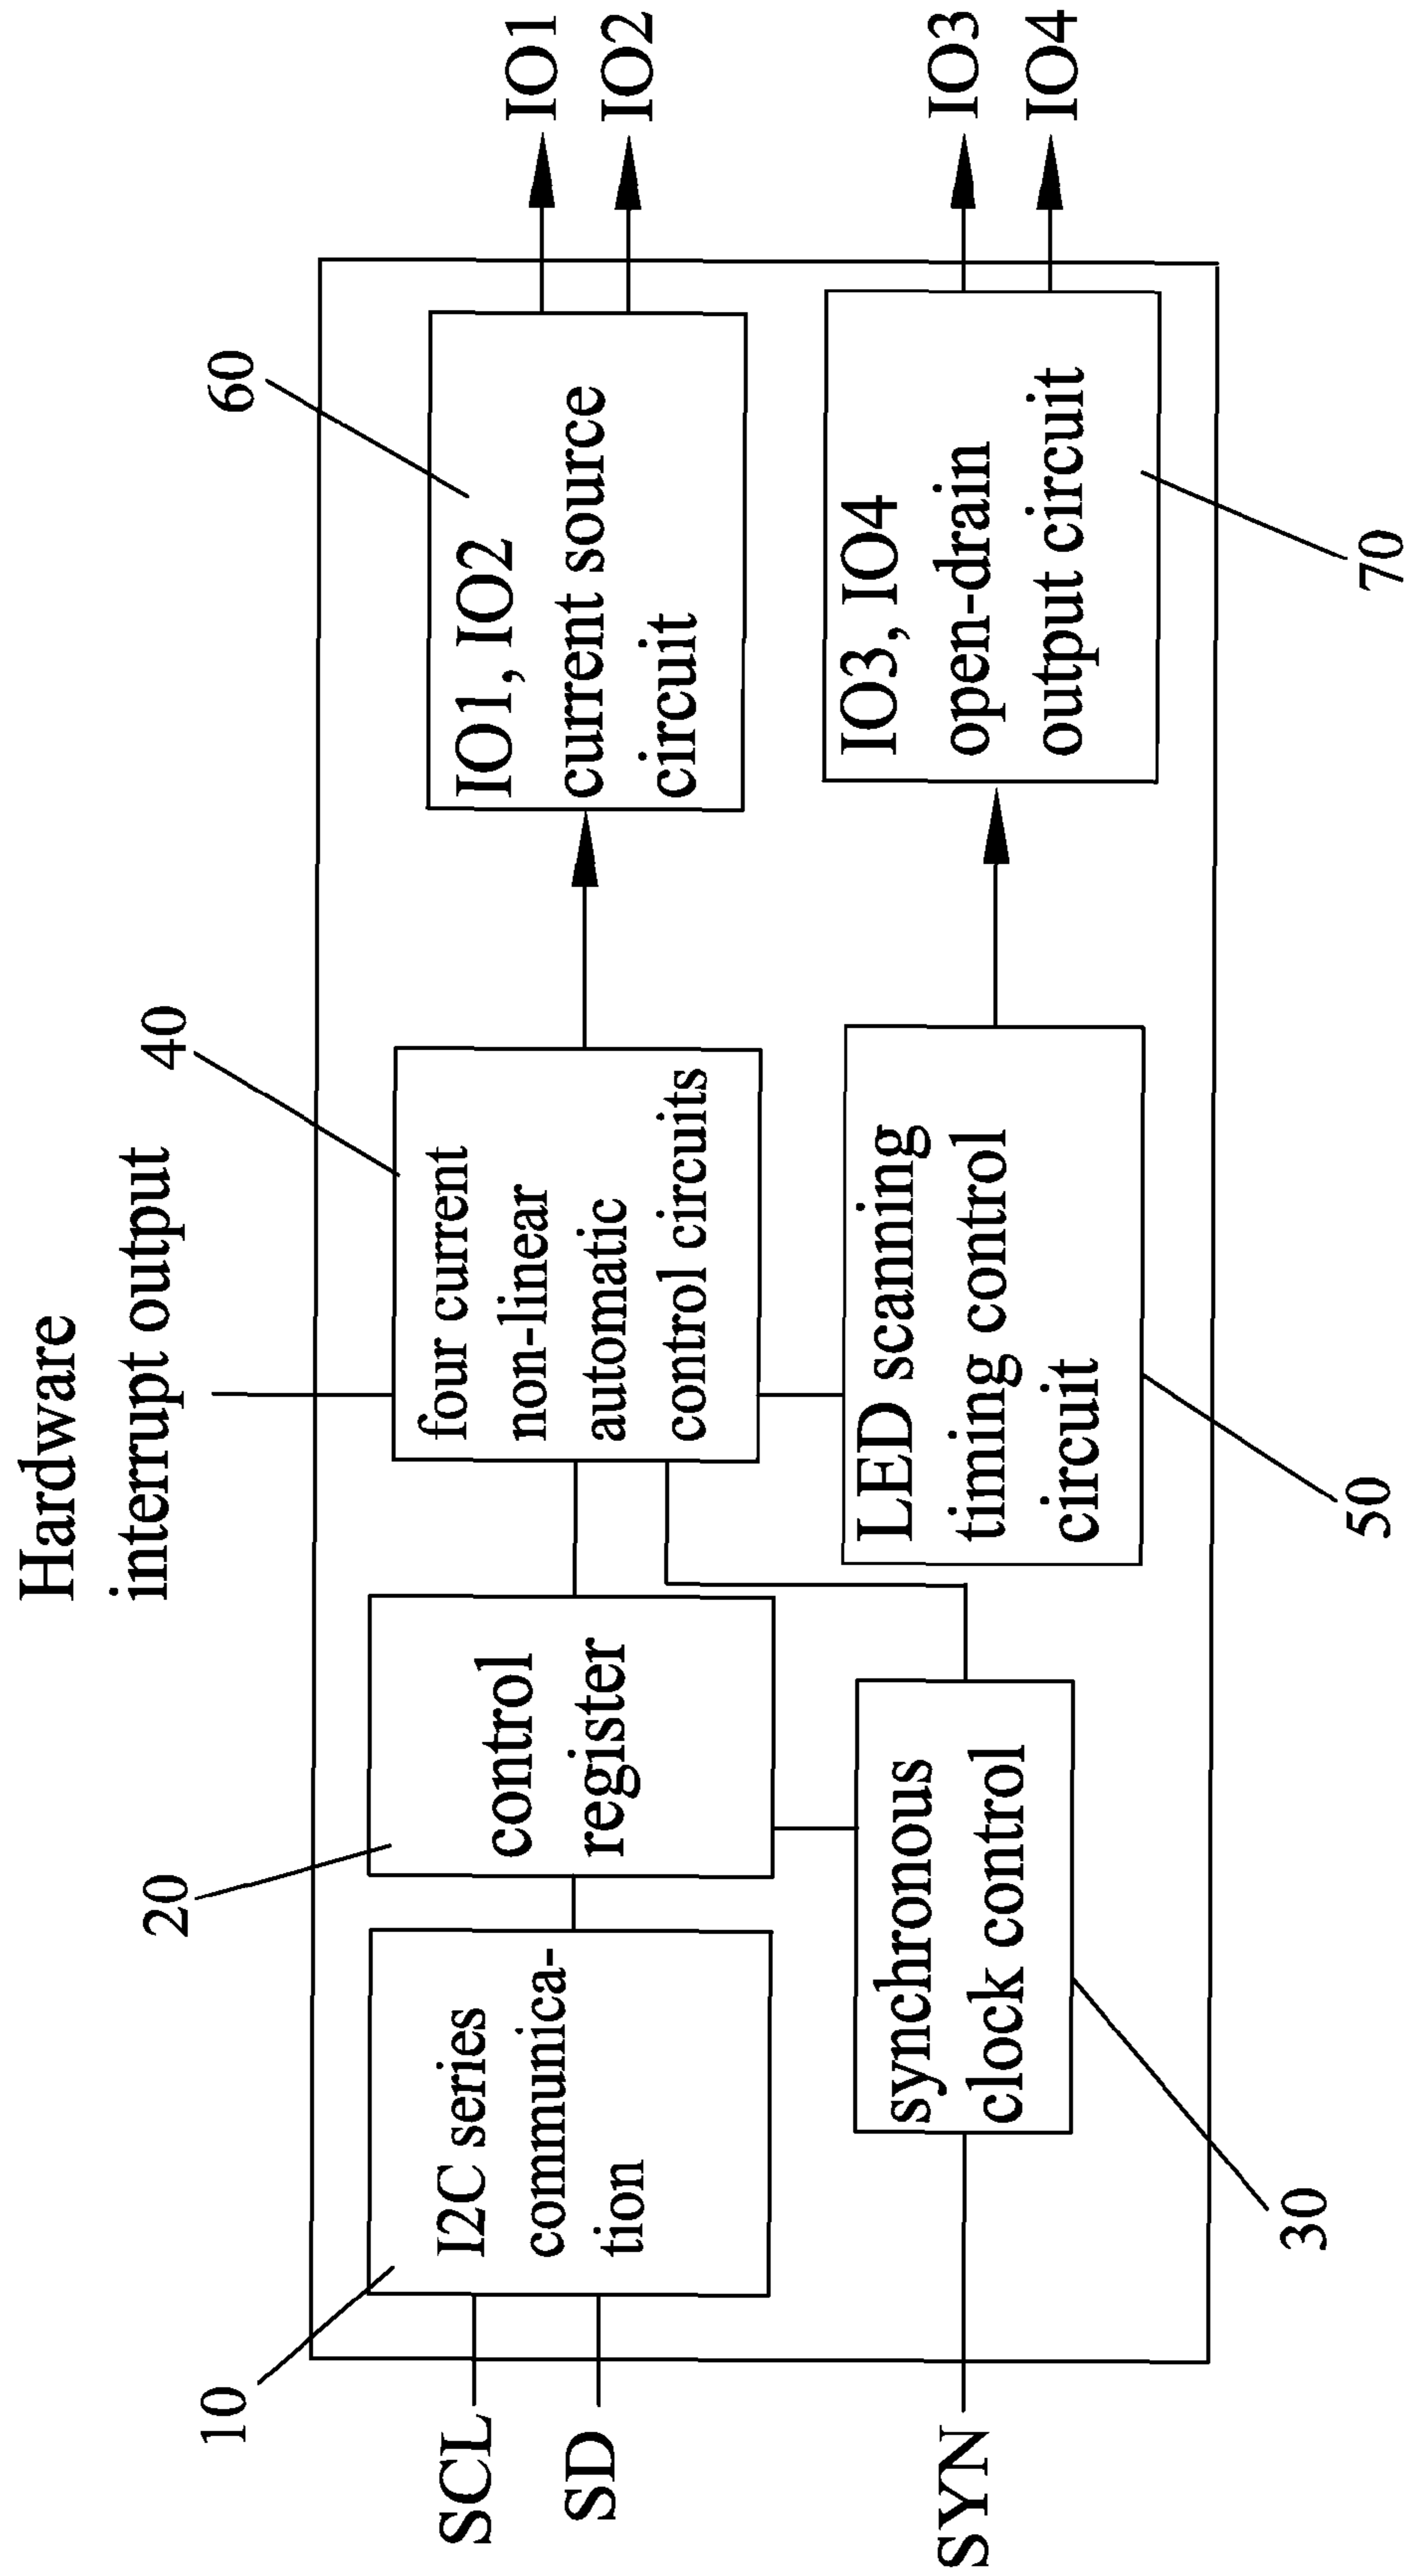 Hardware
interrupt output
10
20
40
60
SCL
SD
SYN
I2C series
communica-
tion
control
register
four current
non-linear
automatic
control circuits
IO1, IO2
current source
circuit
IO1
IO2
synchronous
clock control
LED scanning
timing control
circuit
IO3, IO4
open-drain
output circuit
IO3
IO4
30
50
70